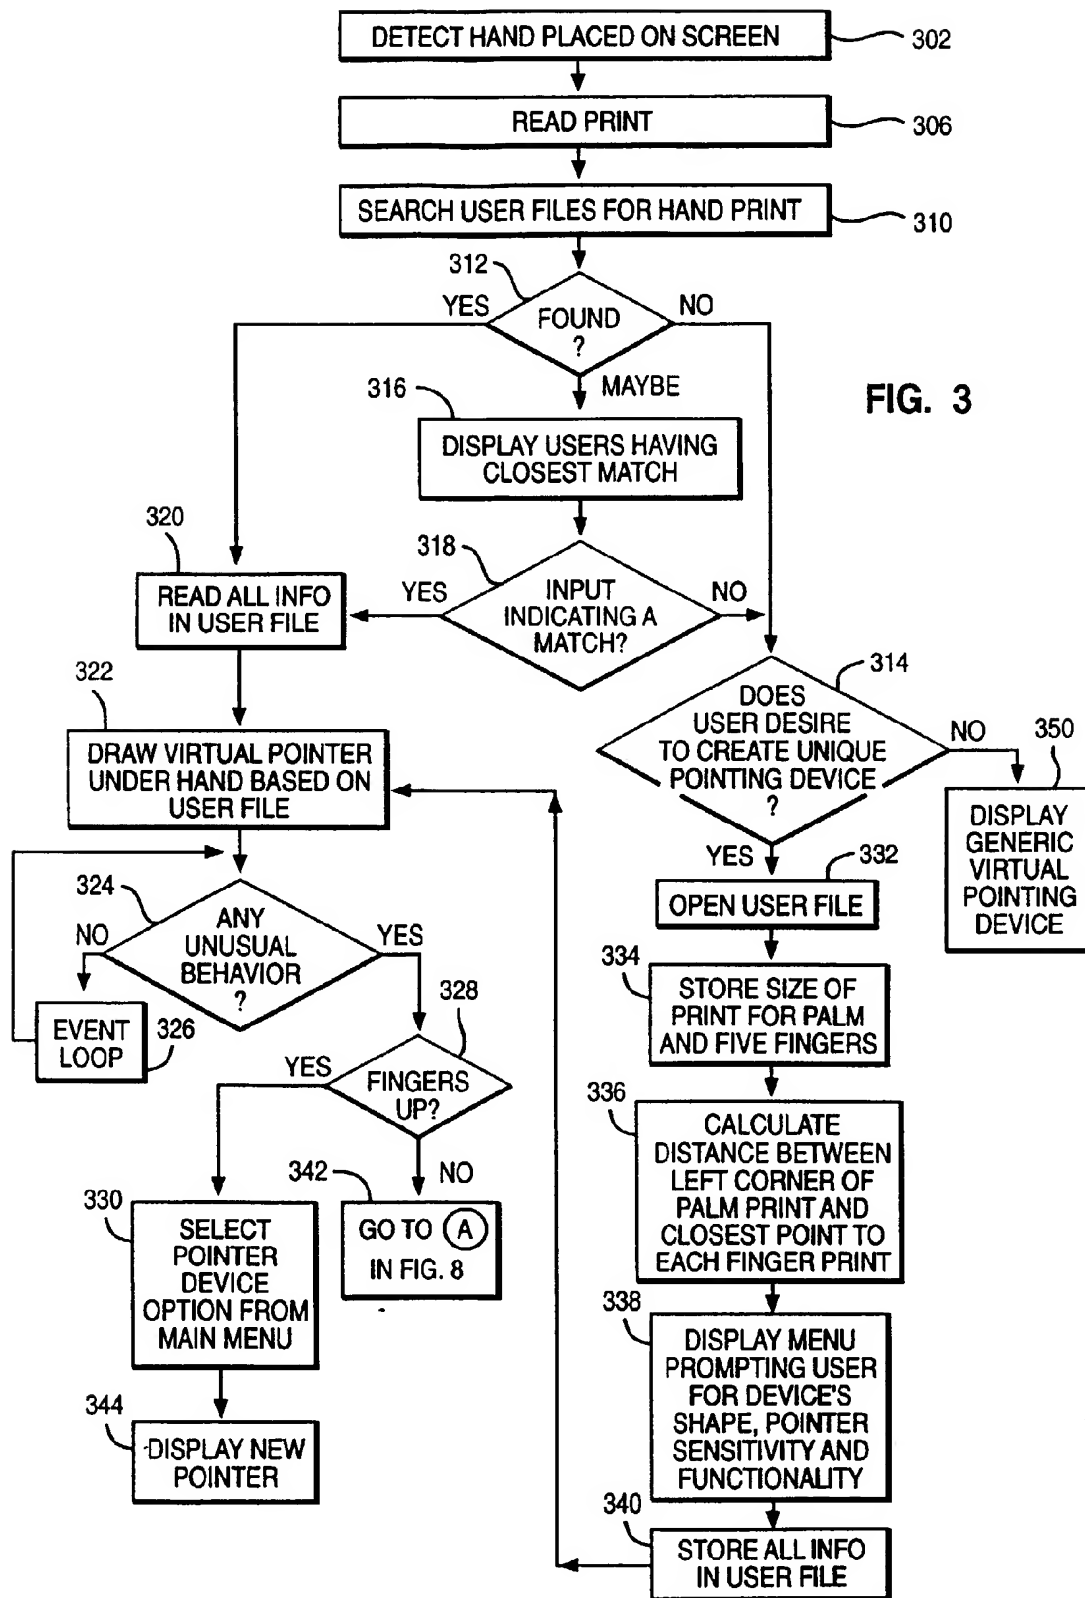 DETECT HAND PLACED ON SCREEN
302
READ PRINT
306
SEARCH USER FILES FOR HAND PRINT
310
312
YES
NO
FOUND
?
MAYBE
FIG. 3
316
DISPLAY USERS HAVING
CLOSEST MATCH
320
318
READ ALL INFO
IN USER FILE
YES
INPUT
INDICATING A
MATCH?
NO
314
322
DOES
USER DESIRE
TO CREATE UNIQUE
POINTING DEVICE
?
NO
350
DRAW VIRTUAL POINTER
UNDER HAND BASED ON
USER FILE
DISPLAY
GENERIC
VIRTUAL
POINTING
DEVICE
YES
332
OPEN USER FILE
324
NO
ANY
UNUSUAL
BEHAVIOR
?
YES
334
STORE SIZE OF
PRINT FOR PALM
AND FIVE FINGERS
EVENT
LOOP
326
328
YES
FINGERS
UP?
NO
336
CALCULATE
DISTANCE BETWEEN
LEFT CORNER OF
PALM PRINT AND
CLOSEST POINT TO
EACH FINGER PRINT
342
GO TO A
IN FIG. 8
330
SELECT
POINTER
DEVICE
OPTION FROM
MAIN MENU
338
DISPLAY MENU
PROMPTING USER
FOR DEVICE'S
SHAPE, POINTER
SENSITIVITY AND
FUNCTIONALITY
344
DISPLAY NEW
POINTER
340
STORE ALL INFO
IN USER FILE